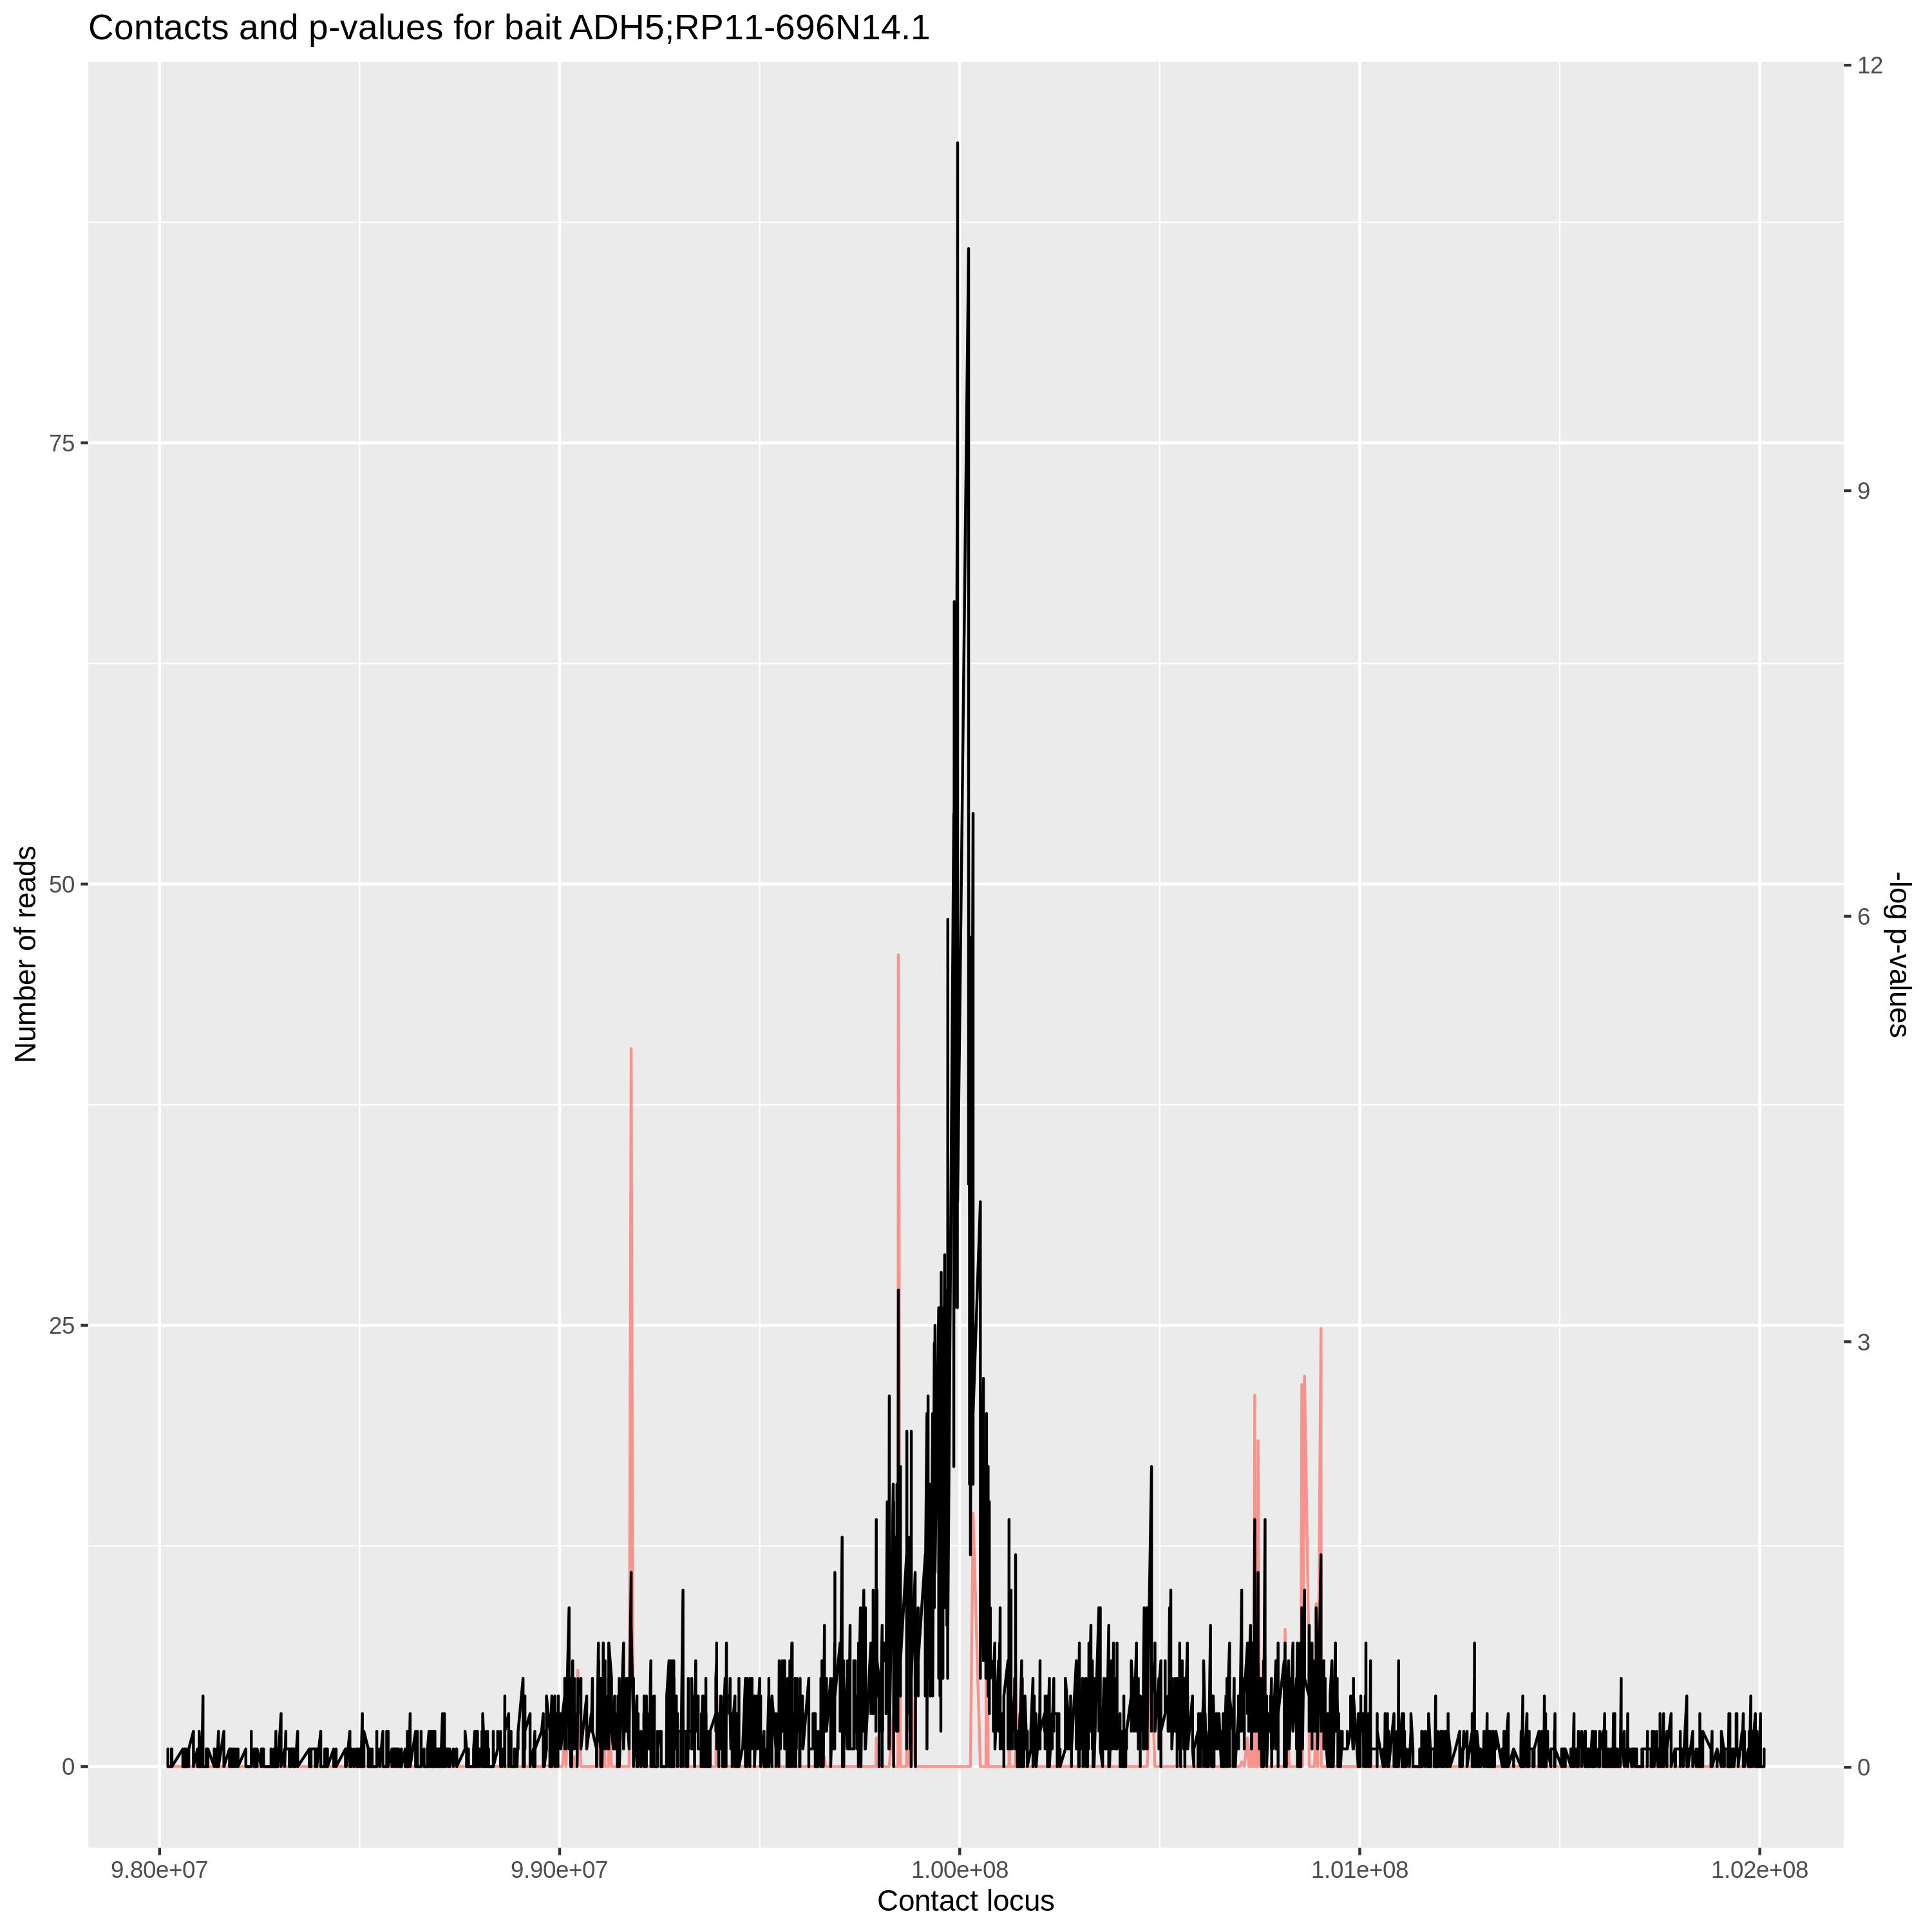 Contacts and p-values for bait ADH5;RP11-696N14.1
12
75
9
50
6
Number of reads
-log p-values
25
3
0
0
9.80e+07
9.90e+07
1.00e+08
1.01e+08
1.02e+08
Contact locus